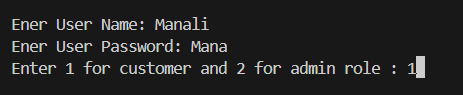 Ener User Name: Manali
Ener User Password: Mana
Enter 1 for customer and 2 for admin role : 1